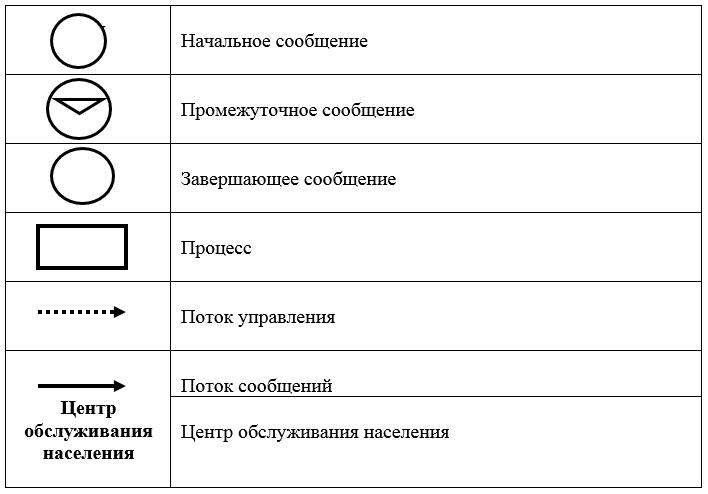 Начальное сообщение
Промежуточное сообщение
Завершающее сообщение
Процесс
Поток управления
Поток сообщений
Центр
обслуживания
населения
Центр обслуживания населения